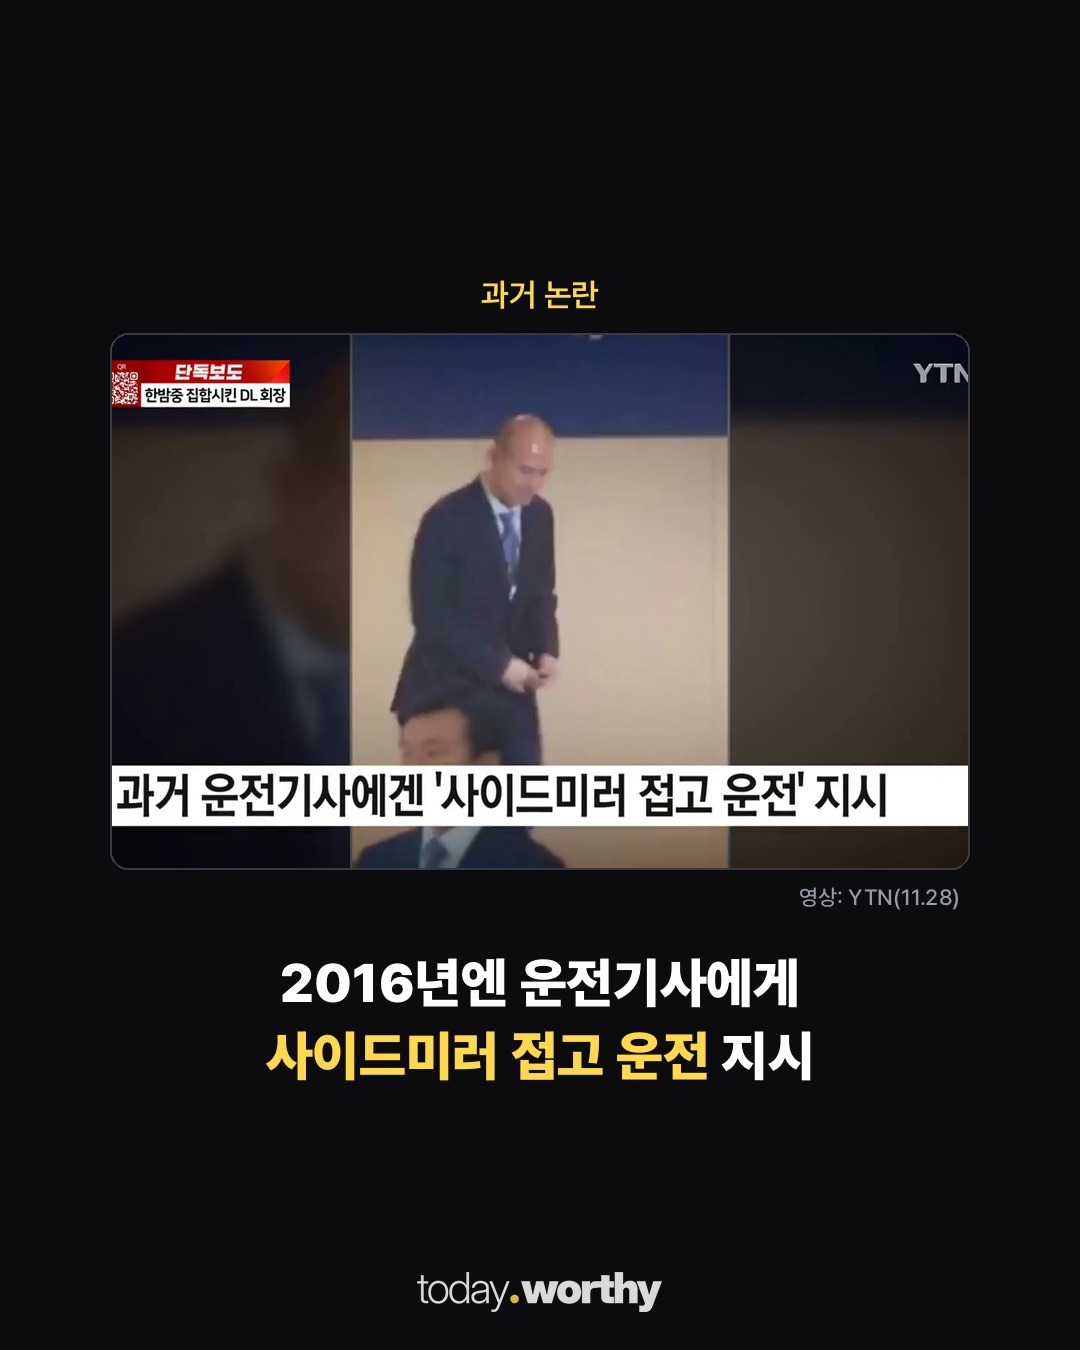 과거 논란
QR
단독보도
한밤중 집합시킨 DL 회장
YTN
과거 운전기사에겐 '사이드미러 접고 운전' 지시
영상: YTN(11.28)
2016년엔 운전기사에게
사이드미러 접고 운전 지시
today.worthy